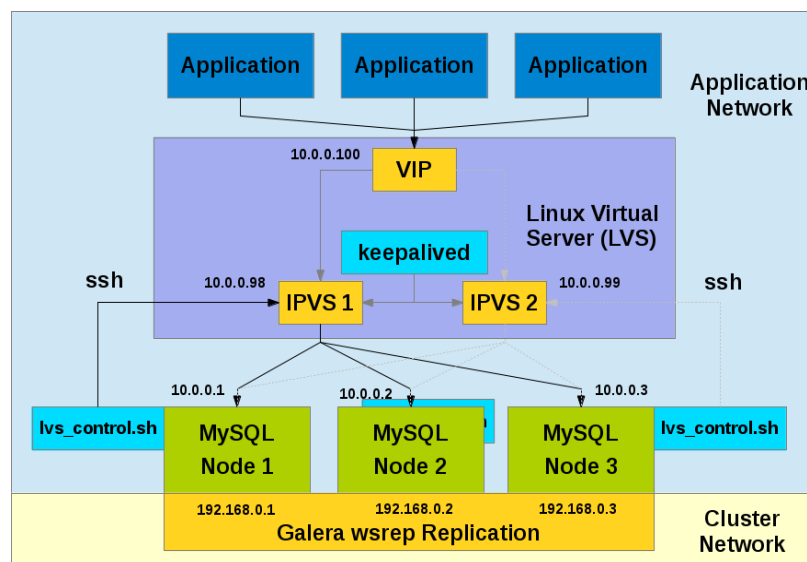 Application
Application
Application
Application
Network
10.0.0.100
VIP
Linux Virtual
Server (LVS)
keepalived
ssh
10.0.0.98
10.0.0.99
ssh
IPVS 1
IPVS 2
10.0.0.1
10.0.0.2
10.0.0.3
lvs_control.sh
MySQL
Node 1
MySQL
Node 2
MySQL
Node 3
lvs_control.sh
192.168.0.1
192.168.0.2
192.168.0.3
Galera wsrep Replication
Cluster
Network